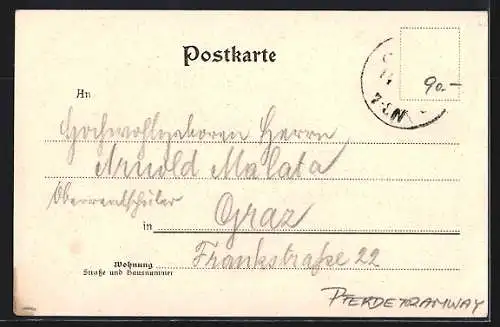 Postkarte
90.-
An
Hochwohlgeboren Herrn
Arnold Malata
Oberrealschüler
in Graz
Wohnung
Straße und Hausnummer
Frankstraße 22
PFERDETRAMWAY